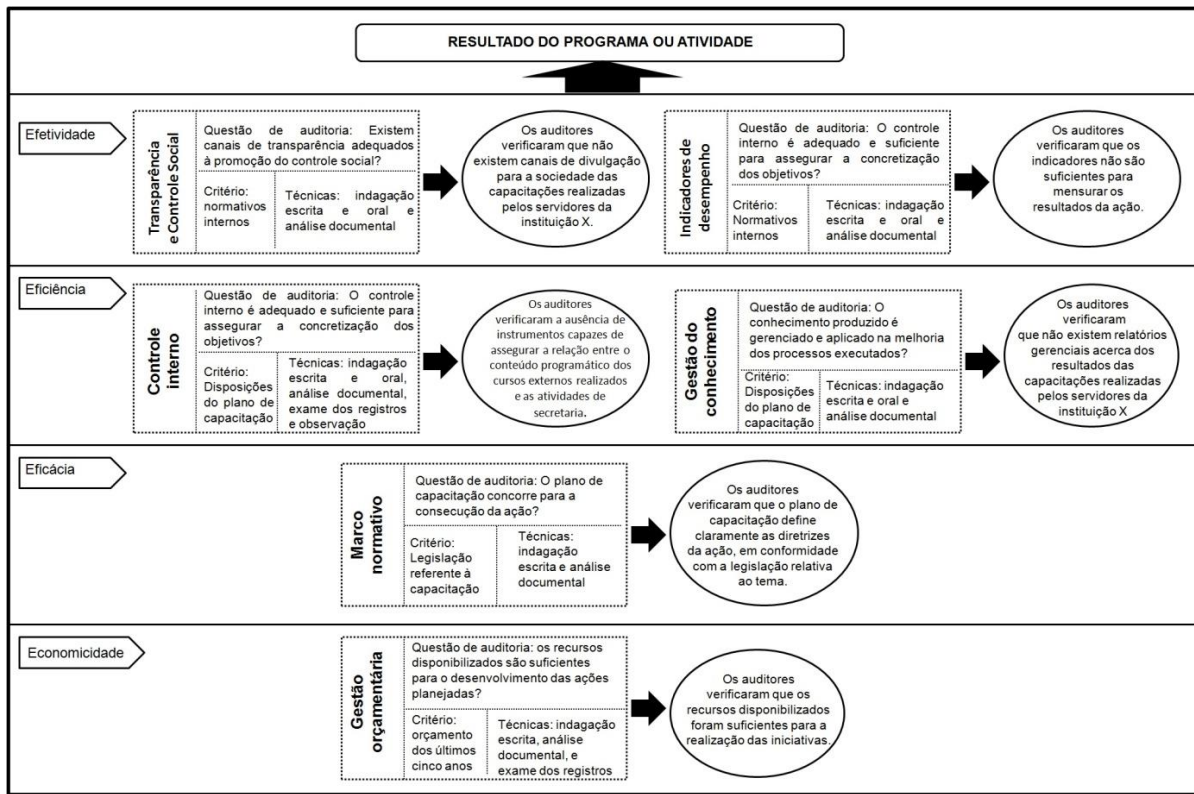 RESULTADO DO PROGRAMA OU ATIVIDADE
Efetividade
Transparência
e Controle Social
Questão de auditoria: Existem
canais de transparência adequados
à promoção do controle social?
Critério:
normativos
internos
Técnicas: indagação
escrita e oral e
análise documental
Os auditores
verificaram que não
existem canais de divulgação
para a sociedade das
capacitações realizadas
pelos servidores da
instituição X.
Indicadores de
desempenho
Questão de auditoria: O controle
interno é adequado e suficiente
para assegurar a concretização
dos objetivos?
Critério:
Normativos
internos
Técnicas: indagação
escrita e oral e
análise documental
Os auditores
verificaram que os
indicadores não são
suficientes para
mensurar os
resultados da ação.
Eficiência
Controle
interno
Questão de auditoria: O controle
interno é adequado e suficiente para
assegurar a concretização dos
objetivos?
Critério:
Disposições
do plano de
capacitação
Técnicas: indagação
escrita e oral,
análise documental,
exame dos registros
e observação
Os auditores
verificaram a ausência de
instrumentos capazes de
assegurar a relação entre o
conteúdo programático dos
cursos externos realizados
e as atividades de
secretaria.
Gestão do
conhecimento
Questão de auditoria: O
conhecimento produzido é
gerenciado e aplicado na melhoria
dos processos executados?
Critério:
Disposições
do plano de
capacitação
Técnicas: indagação
escrita e oral e
análise documental
Os auditores
verificaram
que não existem relatórios
gerenciais acerca dos
resultados das
capacitações realizadas
pelos servidores da
instituição X
Eficácia
Marco
normativo
Questão de auditoria: O plano de
capacitação concorre para a
consecução da ação?
Critério:
Legislação
referente à
capacitação
Técnicas:
indagação
escrita e análise
documental
Os auditores
verificaram que o plano de
capacitação define
claramente as diretrizes
da ação, em conformidade
com a legislação relativa
ao tema.
Economicidade
Gestão
orçamentária
Questão de auditoria: os recursos
disponibilizados são suficientes
para o desenvolvimento das ações
planejadas?
Critério:
orçamento
dos últimos
cinco anos
Técnicas: indagação
escrita, análise
documental, e
exame dos registros
Os auditores
verificaram que os
recursos disponibilizados
foram suficientes para a
realização das iniciativas.